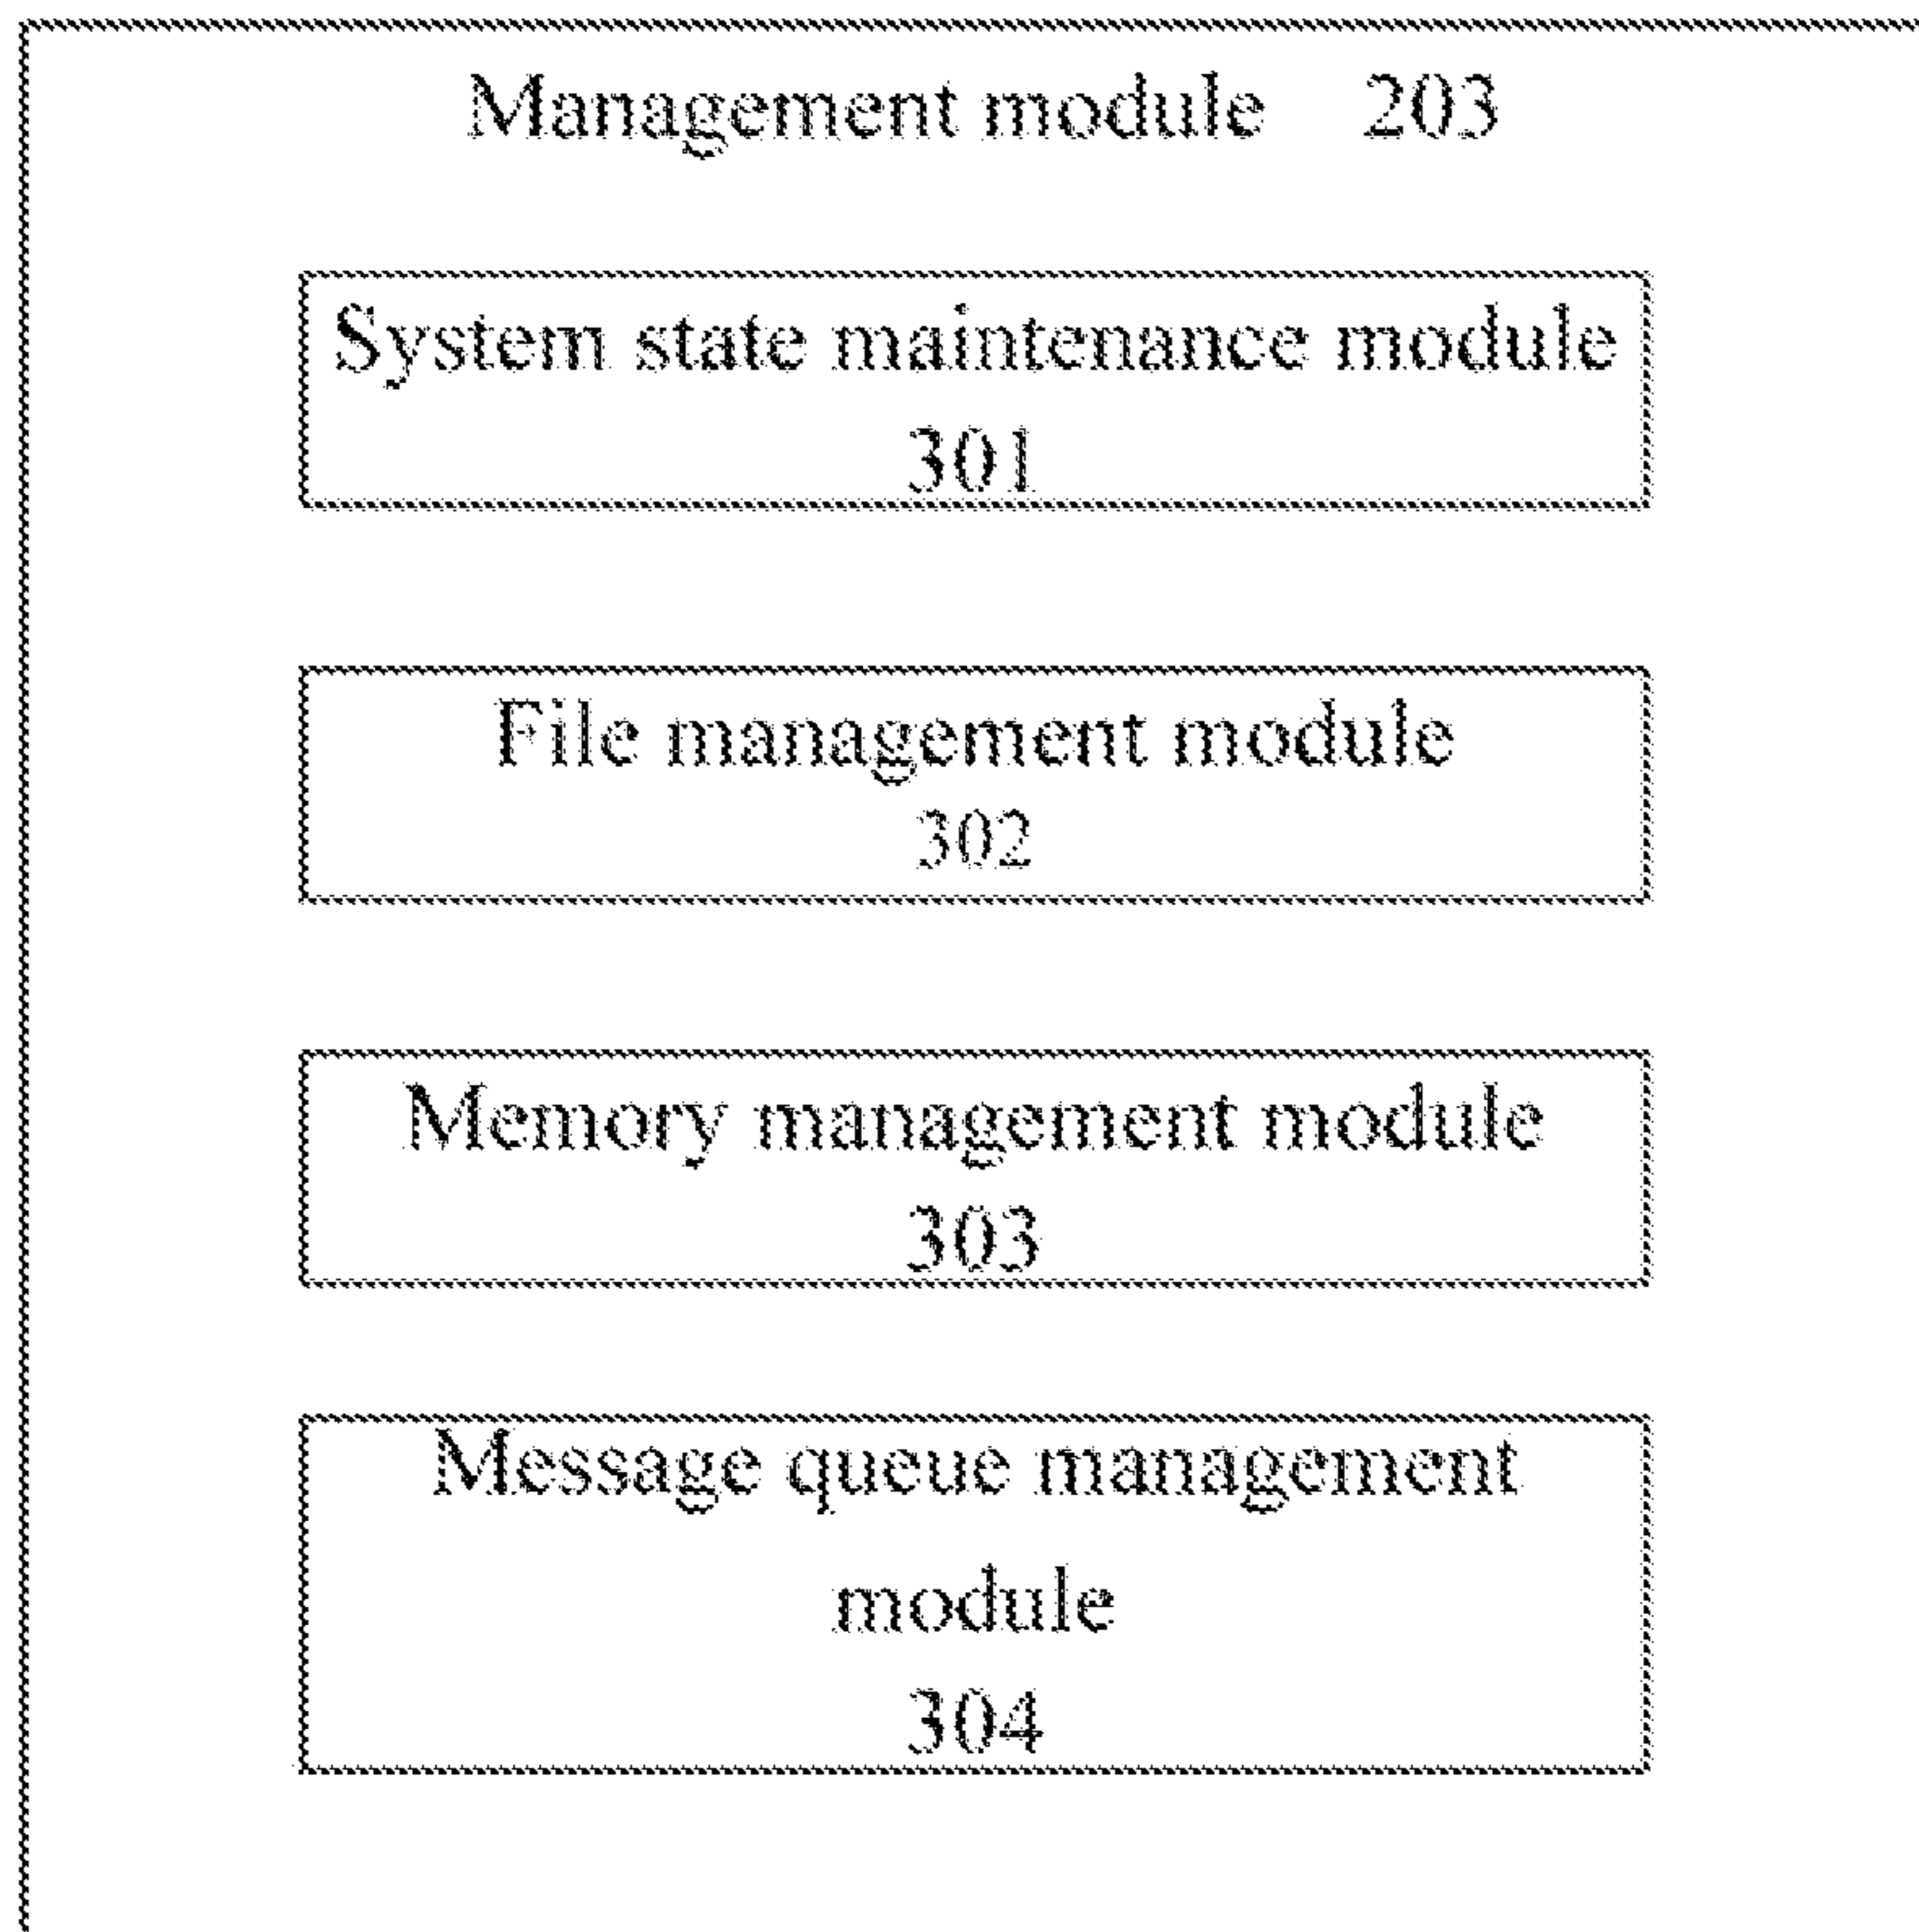 Management module 203
System state maintenance module
301
File management module
302
Memory management module
303
Message queue management
module
304